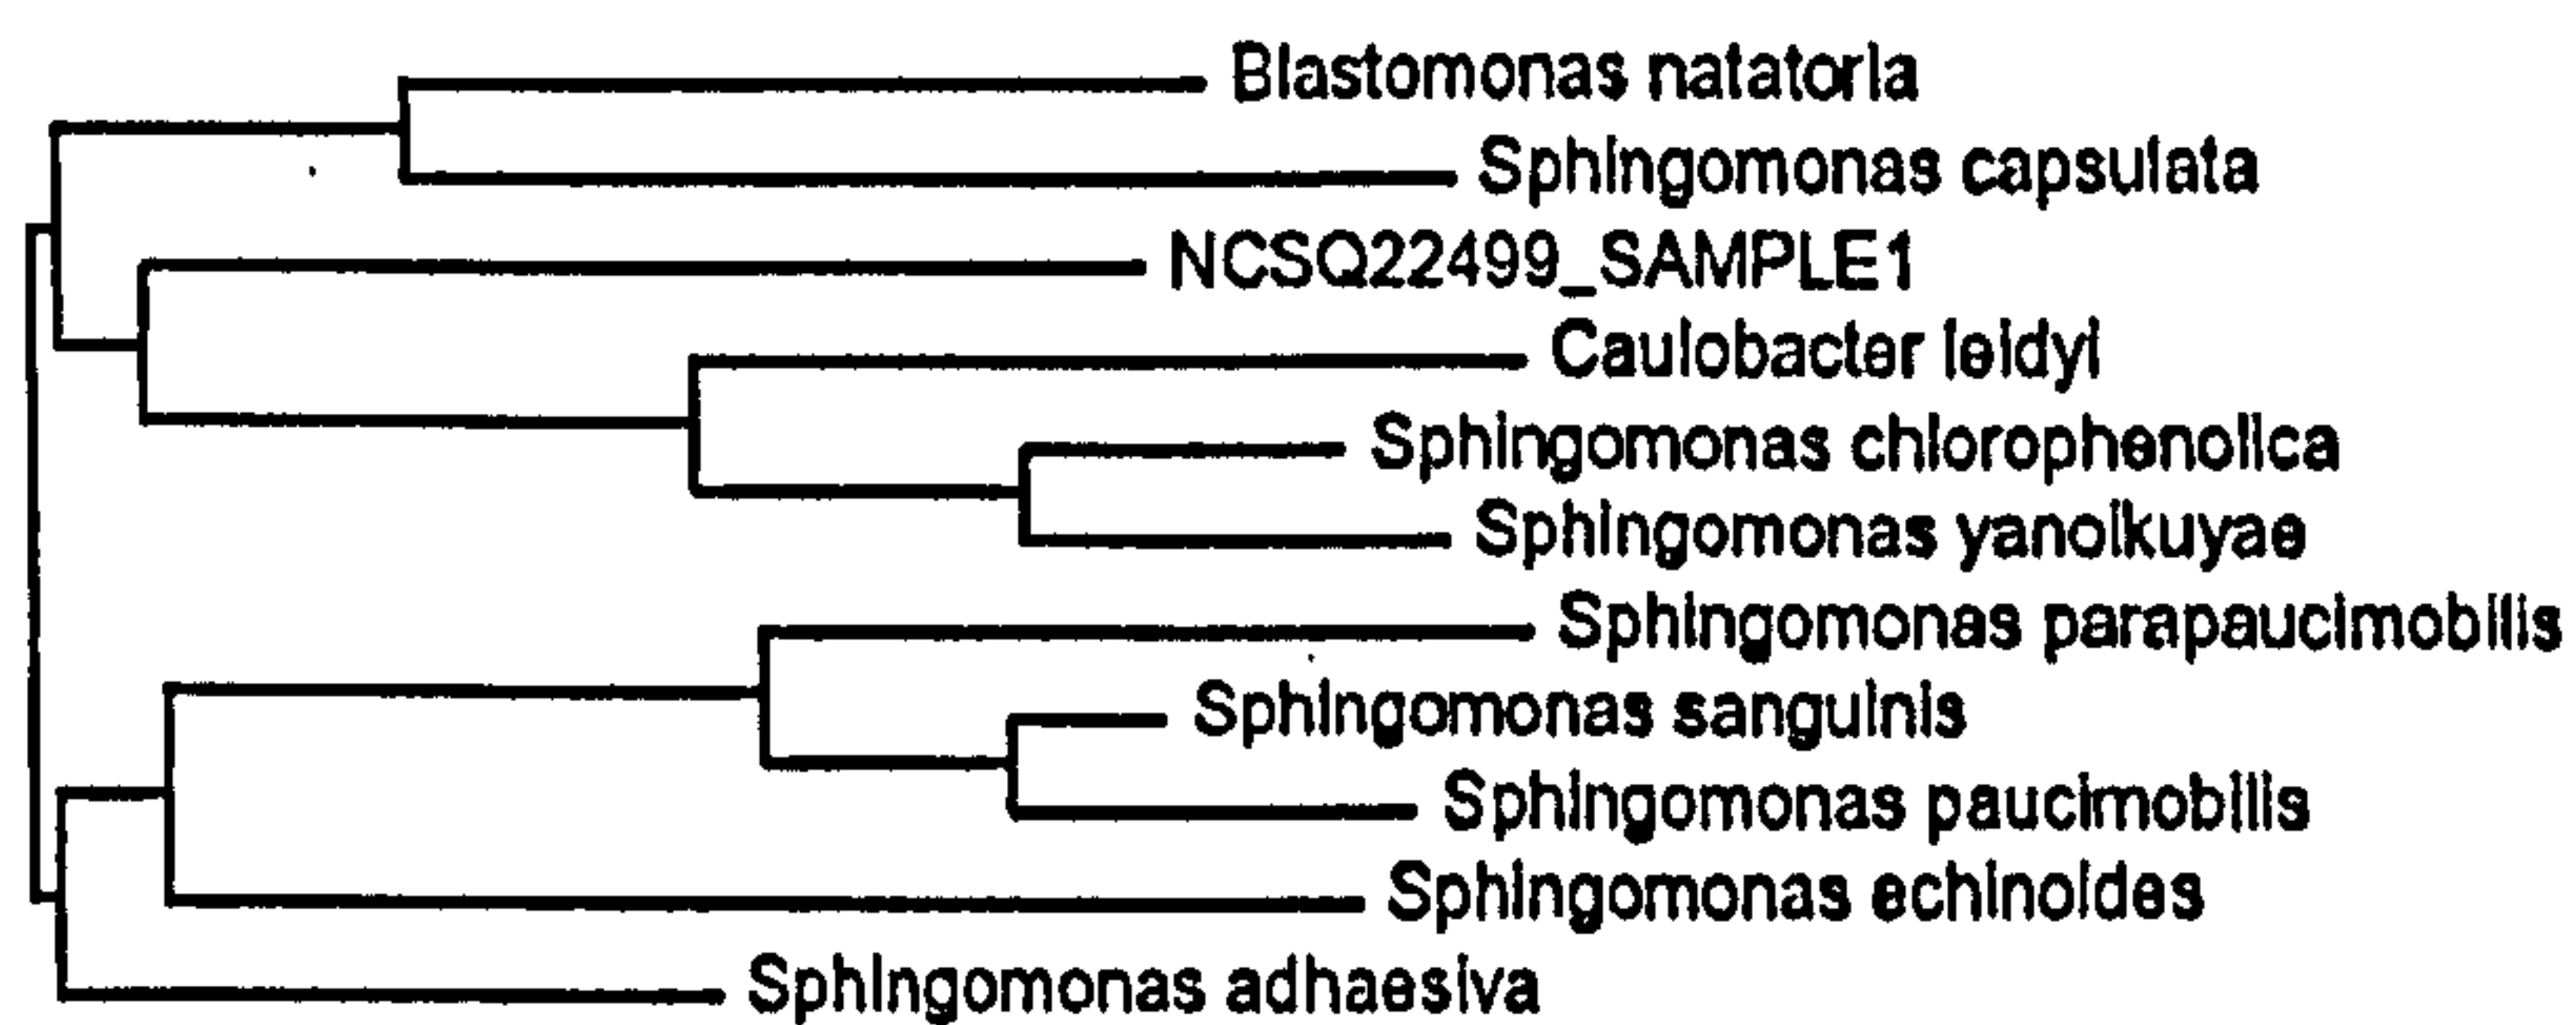 Blastomonas natatoria
Sphingomonas capsulata
NCSQ22499_SAMPLE1
Caulobacter leidyi
Sphingomonas chlorophenolica
Sphingomonas yanoikuyae
Sphingomonas parapaucimobilis
Sphingomonas sanguinis
Sphingomonas paucimobilis
Sphingomonas echinoides
Sphingomonas adhaesiva